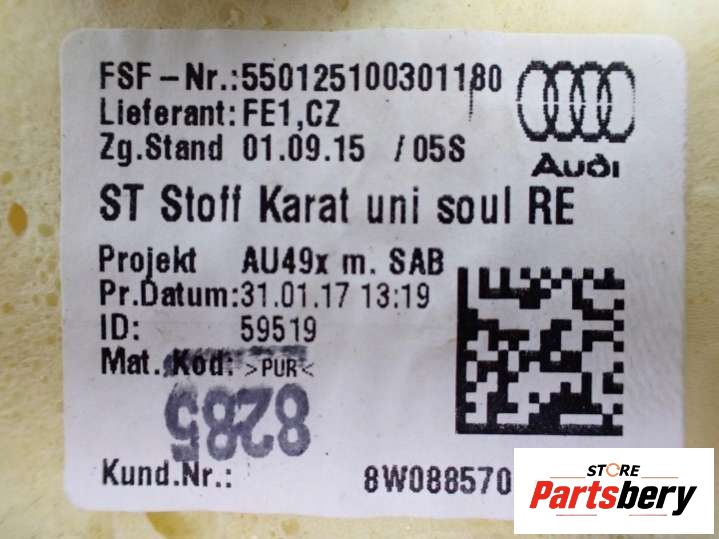 FSF-Nr.:550125100301180
Lieferant:FE1,CZ
Zg.Stand 01.09.15 /05S
Audi
ST Stoff Karat uni soul RE
Projekt AU49x m. SAB
Pr.Datum:31.01.17 13:19
ID: 59519
Mat. Kod: >PUR<
8285
Kund.Nr.: 8W088570
STORE
Partsbery